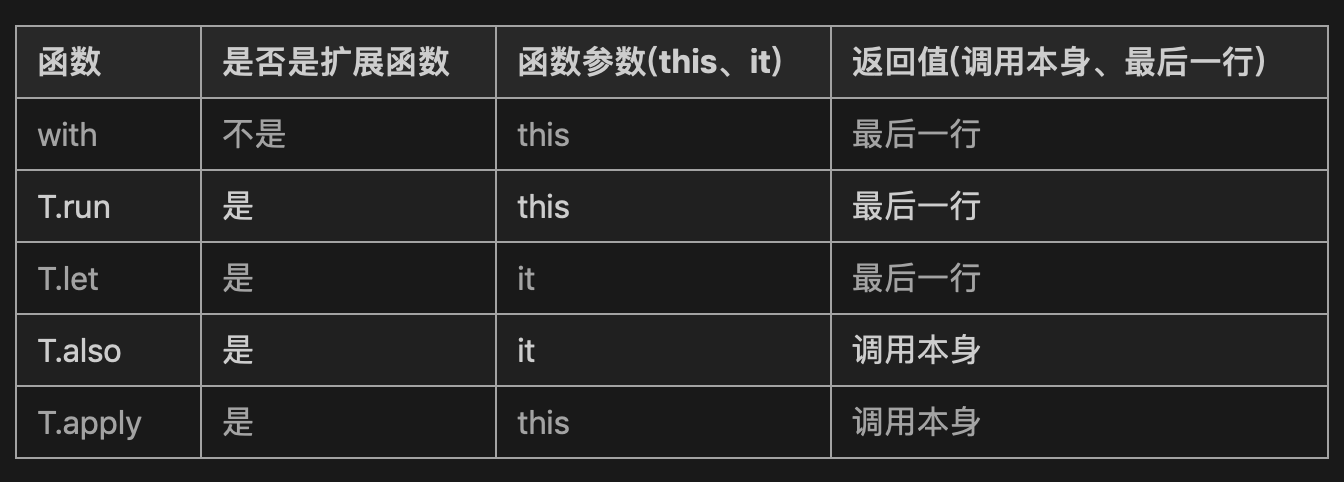 函数 是否是扩展函数 函数参数(this、it) 返回值(调用本身、最后一行)
with 不是 this 最后一行
T.run 是 this 最后一行
T.let 是 it 最后一行
T.also 是 it 调用本身
T.apply 是 this 调用本身